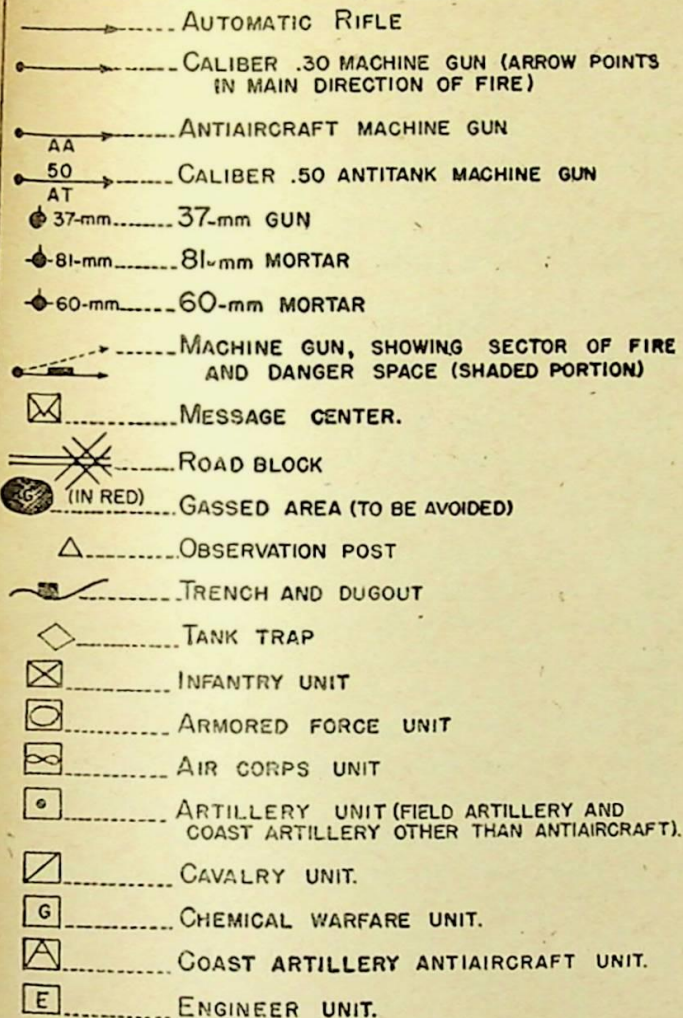 AUTOMATIC RIFLE
CALIBER .30 MACHINE GUN (ARROW POINTS
IN MAIN DIRECTION OF FIRE)
AA
ANTIAIRCRAFT MACHINE GUN
50
AT
CALIBER .50 ANTITANK MACHINE GUN
37-mm 37-mm GUN
81-mm 81-mm MORTAR
60-mm 60-mm MORTAR
MACHINE GUN, SHOWING SECTOR OF FIRE
AND DANGER SPACE (SHADED PORTION)
MESSAGE CENTER.
ROAD BLOCK
G (IN RED)
GASSED AREA (TO BE AVOIDED)
OBSERVATION POST
TRENCH AND DUGOUT
TANK TRAP
INFANTRY UNIT
ARMORED FORCE UNIT
AIR CORPS UNIT
ARTILLERY UNIT (FIELD ARTILLERY AND
COAST ARTILLERY OTHER THAN ANTIAIRCRAFT).
CAVALRY UNIT.
G CHEMICAL WARFARE UNIT.
COAST ARTILLERY ANTIAIRCRAFT UNIT.
E ENGINEER UNIT.